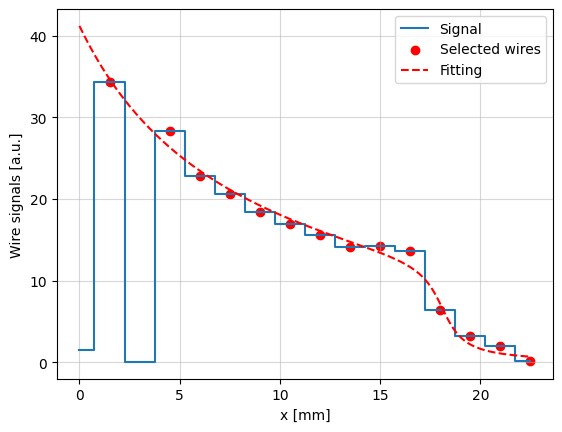 Signal
Selected wires
Fitting
40
30
20
10
0
Wire signals [a.u.]
0 5 10 15 20
x [mm]